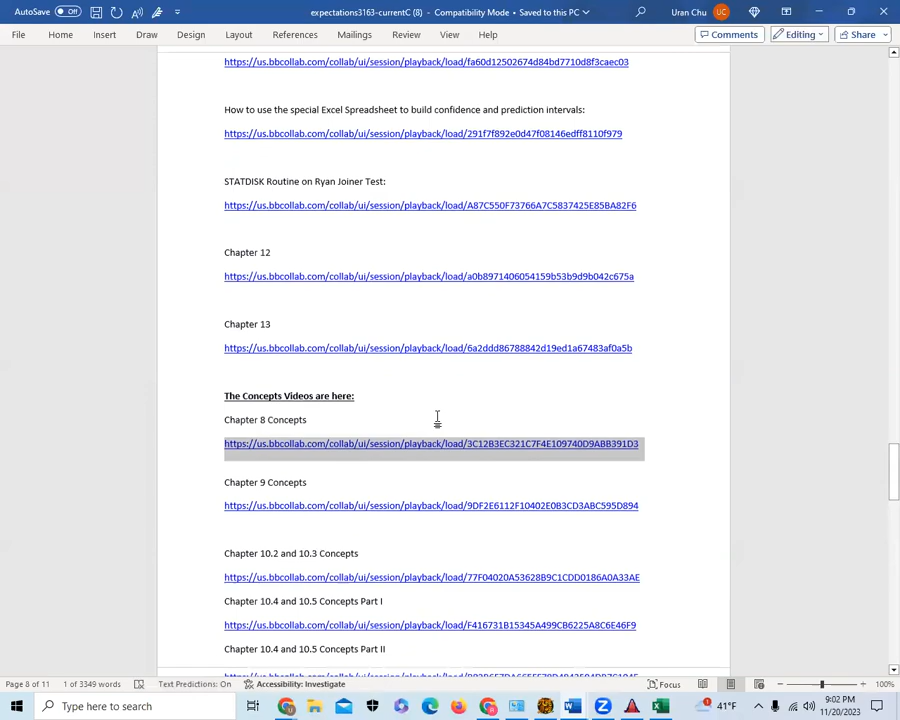 AutoSave Off
expectations3163-currentC (8) - Compatibility Mode • Saved to this PC
Uran Chu UC
File Home Insert Draw Design Layout References Mailings Review View Help
Comments Editing Share
https://us.bbcollab.com/collab/ui/session/playback/load/fa60d12502674d84bd7710d8f3caec03
How to use the special Excel Spreadsheet to build confidence and prediction intervals:
https://us.bbcollab.com/collab/ui/session/playback/load/291f7f892e0d47f08146edff8110f979
STATDISK Routine on Ryan Joiner Test:
https://us.bbcollab.com/collab/ui/session/playback/load/A87C550F73766A7C5837425E85BA82F6
Chapter 12
https://us.bbcollab.com/collab/ui/session/playback/load/a0b8971406054159b53b9d9b042c675a
Chapter 13
https://us.bbcollab.com/collab/ui/session/playback/load/6a2ddd86788842d19ed1a67483af0a5b
The Concepts Videos are here:
Chapter 8 Concepts
https://us.bbcollab.com/collab/ui/session/playback/load/3C12B3EC321C7F4E109740D9ABB391D3
Chapter 9 Concepts
https://us.bbcollab.com/collab/ui/session/playback/load/9DF2E6112F10402E0B3CD3ABC595D894
Chapter 10.2 and 10.3 Concepts
https://us.bbcollab.com/collab/ui/session/playback/load/77F04020A53628B9C1CDD0186A0A33AE
Chapter 10.4 and 10.5 Concepts Part I
https://us.bbcollab.com/collab/ui/session/playback/load/F416731B15345A499CB6225A8C6E46F9
Chapter 10.4 and 10.5 Concepts Part II
Page 8 of 11 1 of 3349 words Text Predictions: On Accessibility: Investigate Focus 100%
Type here to search
41°F
9:02 PM
11/20/2023